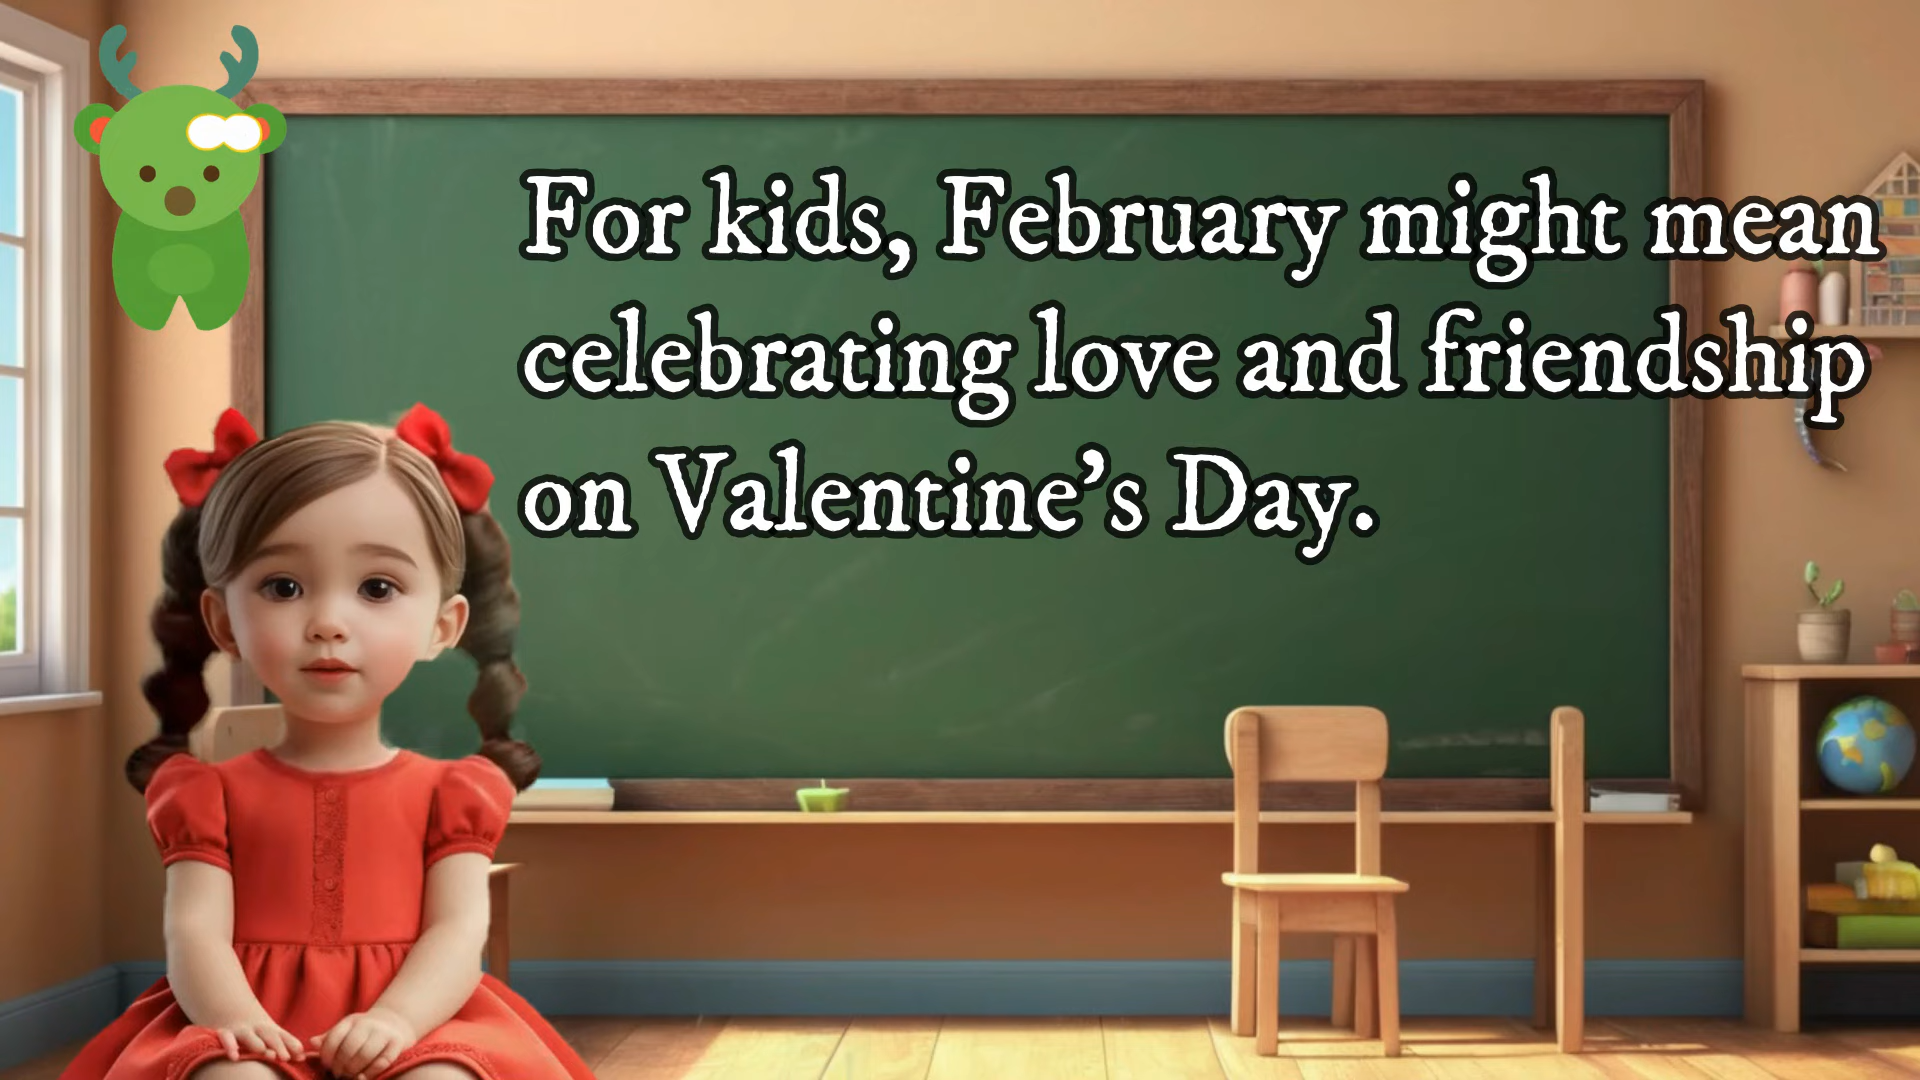 For kids, February might mean
celebrating love and friendship
on Valentine’s Day.